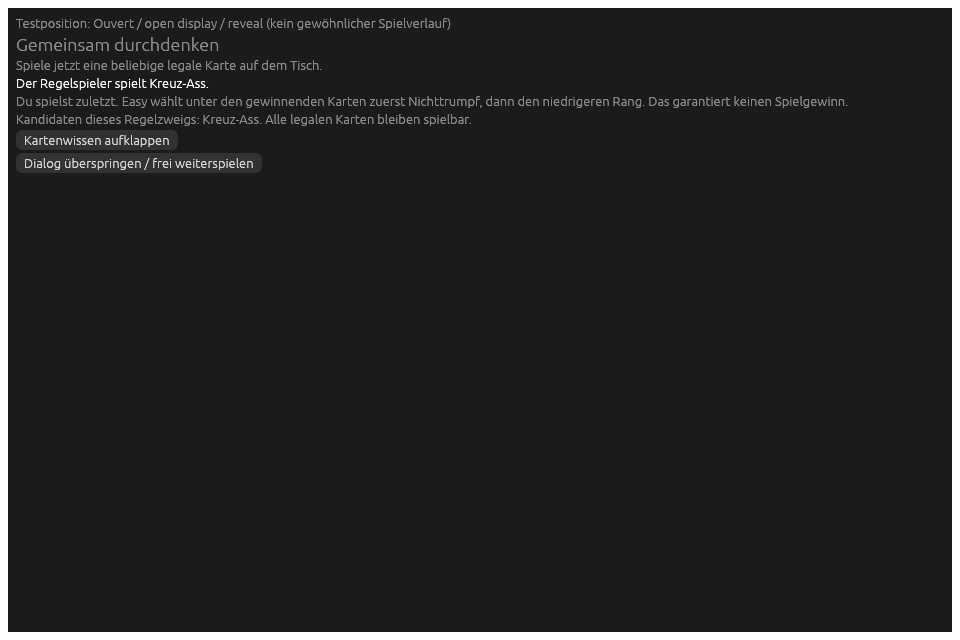 Testposition: Ouvert / open display / reveal (kein gewöhnlicher Spielverlauf)
Gemeinsam durchdenken
Spiele jetzt eine beliebige legale Karte auf dem Tisch.
Der Regelspieler spielt Kreuz-Ass.
Du spielst zuletzt. Easy wählt unter den gewinnenden Karten zuerst Nichttrumpf, dann den niedrigeren Rang. Das garantiert keinen Spielgewinn.
Kandidaten dieses Regelzweigs: Kreuz-Ass. Alle legalen Karten bleiben spielbar.
Kartenwissen aufklappen
Dialog überspringen / frei weiterspielen